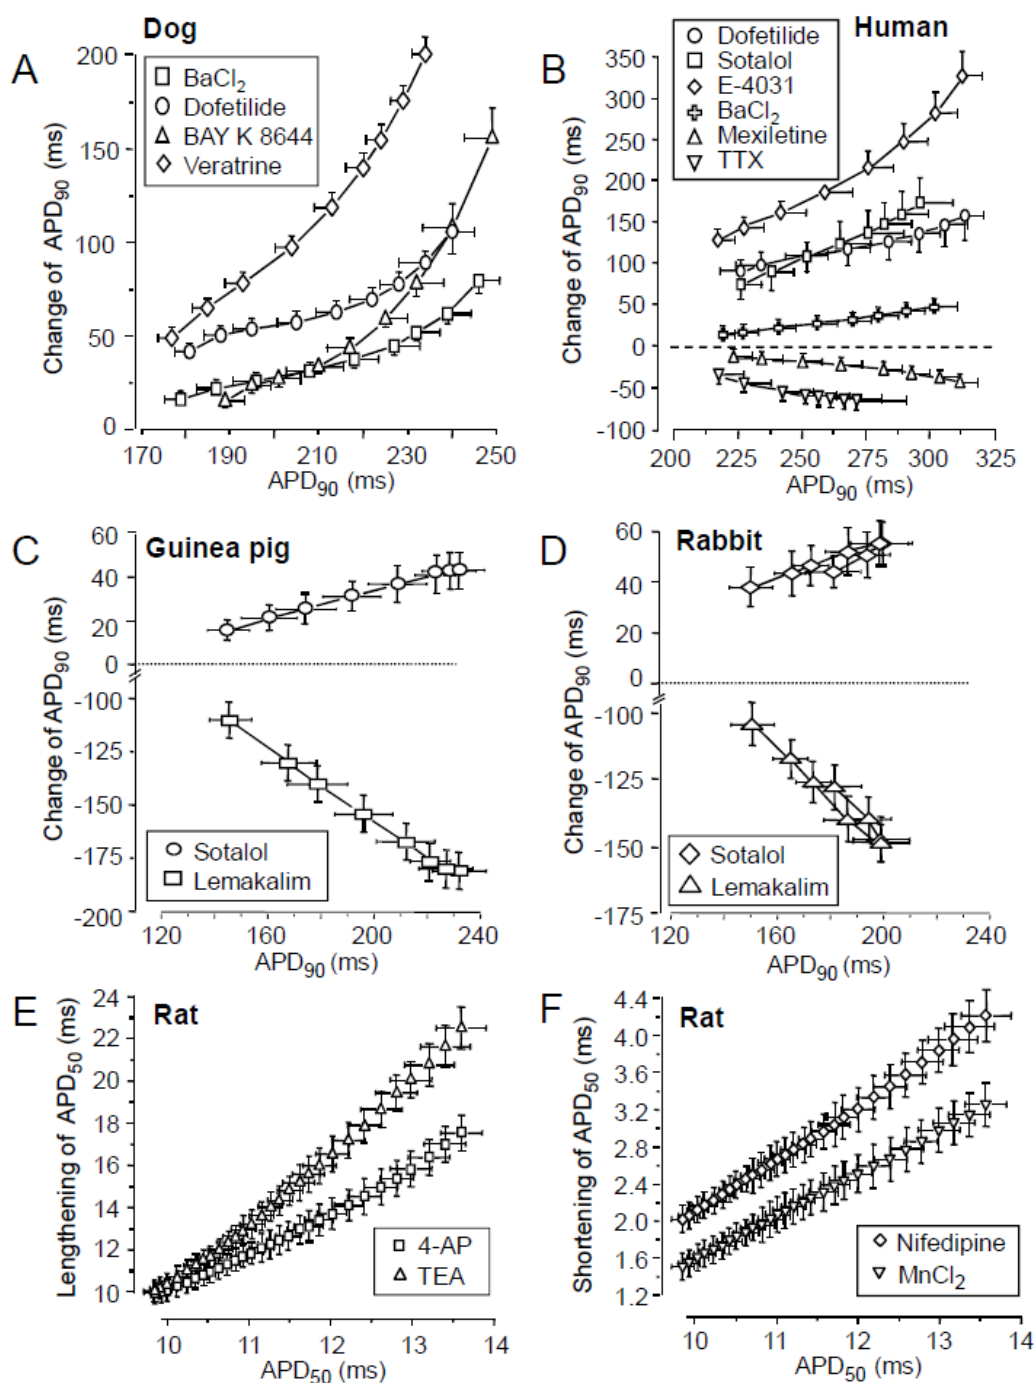 A
Dog
Change of APD90 (ms)
200
150
100
50
0
BaCl2
Dofetilide
BAY K 8644
Veratrine
170 190 210 230 250
APD90 (ms)
B
Human
Change of APD90 (ms)
350
300
250
200
150
100
50
0
-50
-100
Dofetilide
Sotalol
E-4031
BaCl2
Mexiletine
TTX
200 225 250 275 300 325
APD90 (ms)
C
Guinea pig
Change of APD90 (ms)
60
40
20
0
-100
-125
-150
-175
-200
Sotalol
Lemakalim
120 160 200 240
APD90 (ms)
D
Rabbit
Change of APD90 (ms)
60
40
20
0
-100
-125
-150
-175
Sotalol
Lemakalim
120 160 200 240
APD90 (ms)
E
Rat
Lengthening of APD50 (ms)
24
22
20
18
16
14
12
10
4-AP
TEA
10 11 12 13 14
APD50 (ms)
F
Rat
Shortening of APD50 (ms)
4.4
4.0
3.6
3.2
2.8
2.4
2.0
1.6
1.2
Nifedipine
MnCl2
10 11 12 13 14
APD50 (ms)